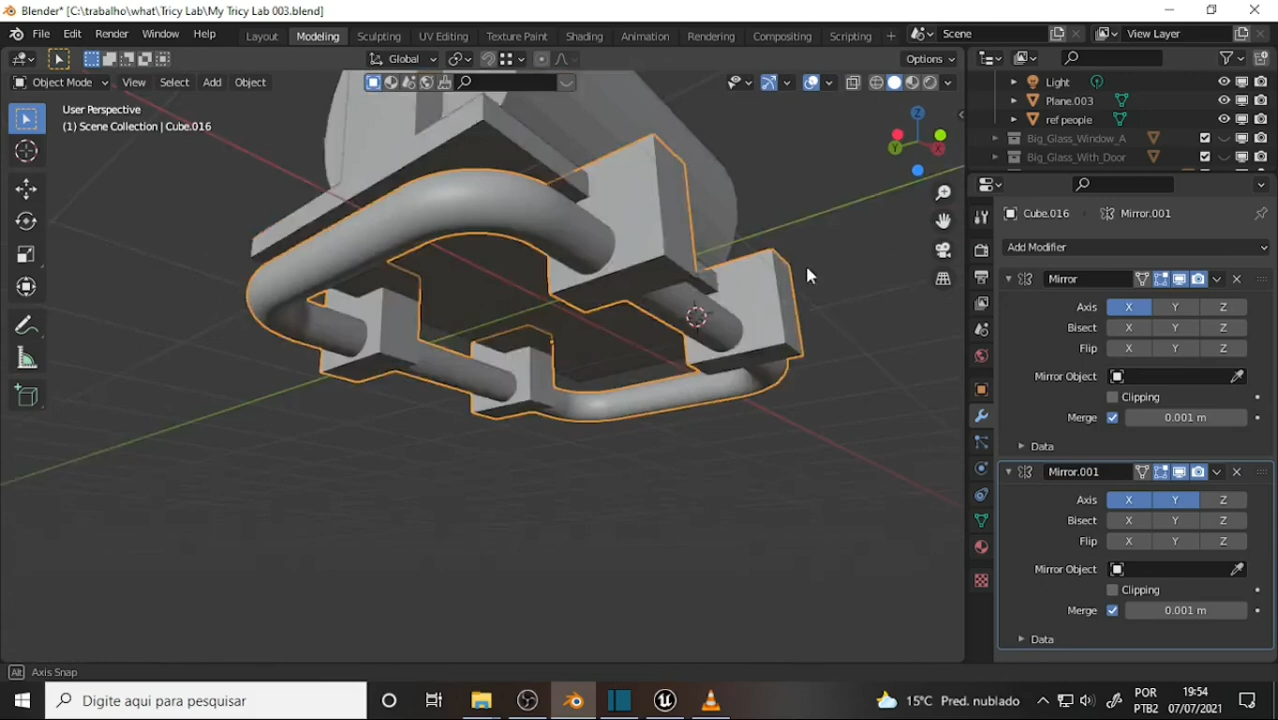 Blender* [C:\trabalho\what\Tricy Lab\My Tricy Lab 003.blend]
File Edit Render Window Help Layout Modeling Sculpting UV Editing Texture Paint Shading Animation Rendering Compositing Scripting + Scene View Layer
Global Options
Object Mode View Select Add Object
User Perspective
(1) Scene Collection | Cube.016
Z
Y
X
Light
Plane.003
ref people
Big_Glass_Window_A
Big_Glass_With_Door
Cube.016 Mirror.001
Add Modifier
Mirror
Axis X Y Z
Bisect X Y Z
Flip X Y Z
Mirror Object
Clipping
Merge 0.001 m
Data
Mirror.001
Axis X Y Z
Bisect X Y Z
Flip X Y Z
Mirror Object
Clipping
Merge 0.001 m
Data
Alt Axis Snap
Digite aqui para pesquisar
15°C Pred. nublado
POR
PTB2
19:54
07/07/2021